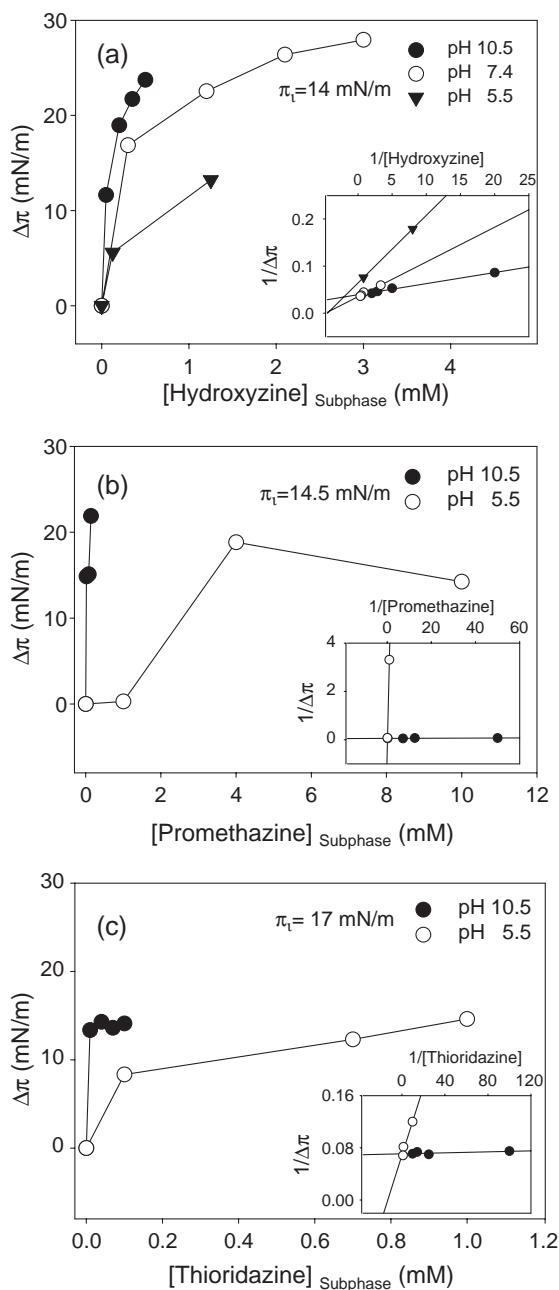 (a)
pH 10.5
pH 7.4
pH 5.5
πι=14 mN/m
30
20
10
0
Δπ (mN/m)
1/[Hydroxyzine]
0 5 10 15 20 25
0.2
0.1
0.0
1/Δπ
0 1 2 3 4
[Hydroxyzine] Subphase (mM)
(b)
pH 10.5
pH 5.5
πι=14.5 mN/m
30
20
10
0
Δπ (mN/m)
1/[Promethazine]
0 20 40 60
4
2
0
1/Δπ
0 2 4 6 8 10 12
[Promethazine] Subphase (mM)
(c)
pH 10.5
pH 5.5
πι= 17 mN/m
30
20
10
0
Δπ (mN/m)
1/[Thioridazine]
0 40 80 120
0.16
0.08
0.00
1/Δπ
0.0 0.2 0.4 0.6 0.8 1.0 1.2
[Thioridazine] Subphase (mM)